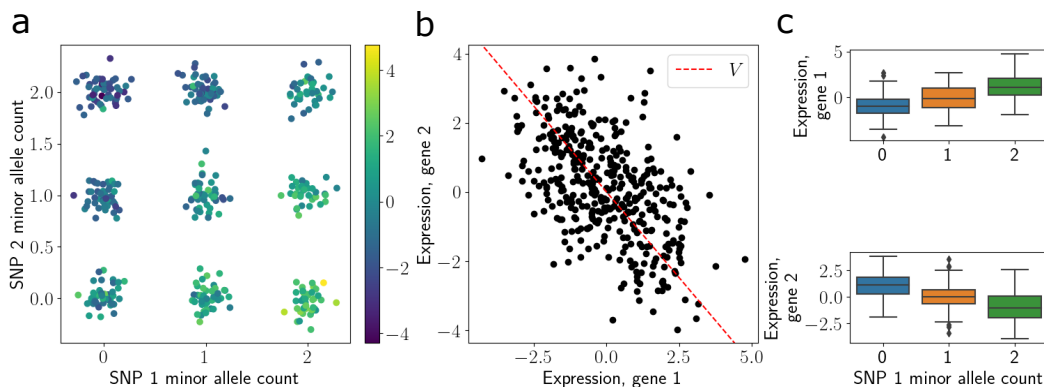 a
SNP 2 minor allele count
2.0
1.5
1.0
0.5
0.0
0 1 2
SNP 1 minor allele count
4
2
0
−2
−4
b
Expression, gene 2
4
2
0
−2
−4
V
−2.5 0.0 2.5 5.0
Expression, gene 1
c
Expression,
gene 1
5
0
0 1 2
Expression,
gene 2
2.5
0.0
−2.5
0 1 2
SNP 1 minor allele count